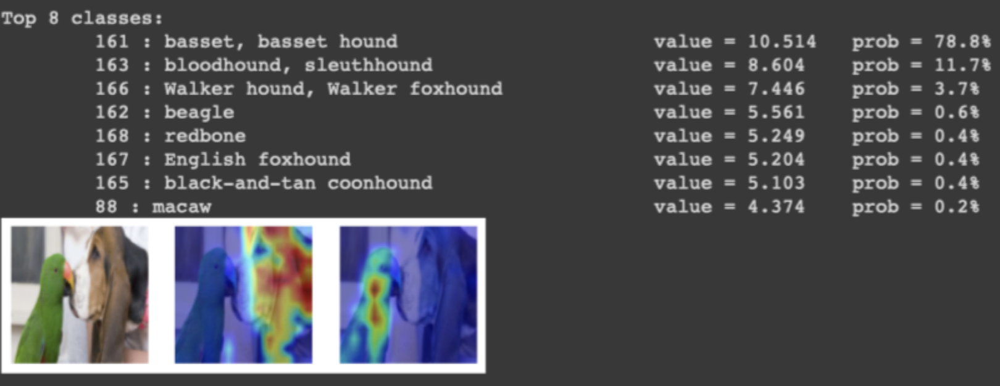 Top 8 classes:
161 : basset, basset hound value = 10.514 prob = 78.8%
163 : bloodhound, sleuthhound value = 8.604 prob = 11.7%
166 : Walker hound, Walker foxhound value = 7.446 prob = 3.7%
162 : beagle value = 5.561 prob = 0.6%
168 : redbone value = 5.249 prob = 0.4%
167 : English foxhound value = 5.204 prob = 0.4%
165 : black-and-tan coonhound value = 5.103 prob = 0.4%
88 : macaw value = 4.374 prob = 0.2%